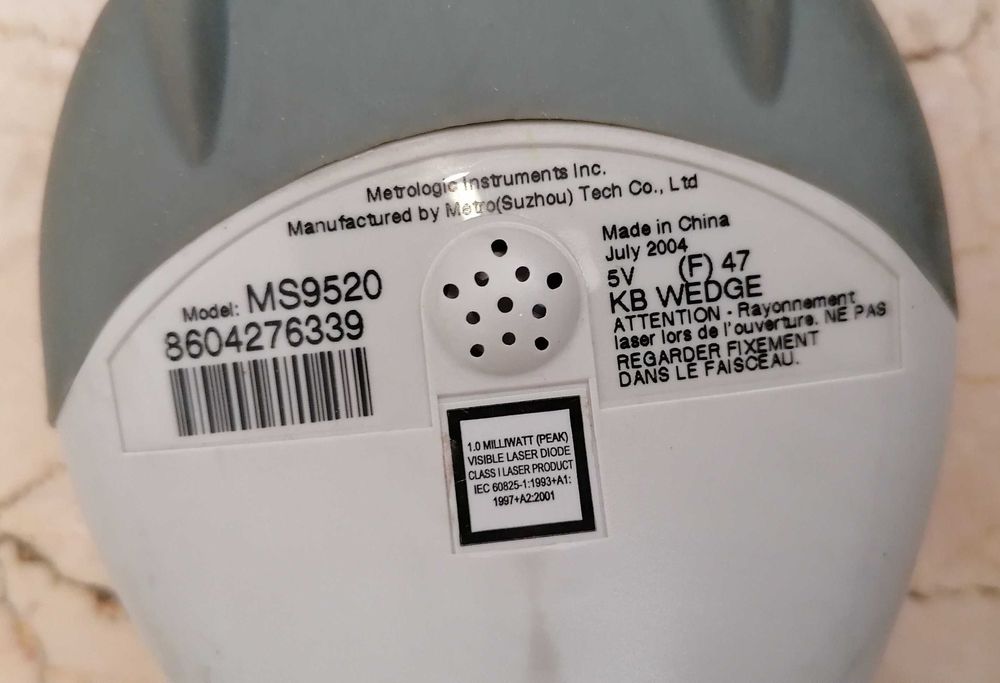 Metrologic Instruments Inc.
Manufactured by Metro(Suzhou) Tech Co., Ltd
Model: MS9520
8604276339
Made in China
July 2004
5V (F) 47
KB WEDGE
ATTENTION - Rayonnement
laser lors de l'ouverture. NE PAS
REGARDER FIXEMENT
DANS LE FAISCEAU.
1.0 MILLIWATT (PEAK)
VISIBLE LASER DIODE
CLASS I LASER PRODUCT
IEC 60825-1:1993+A1:
1997+A2:2001